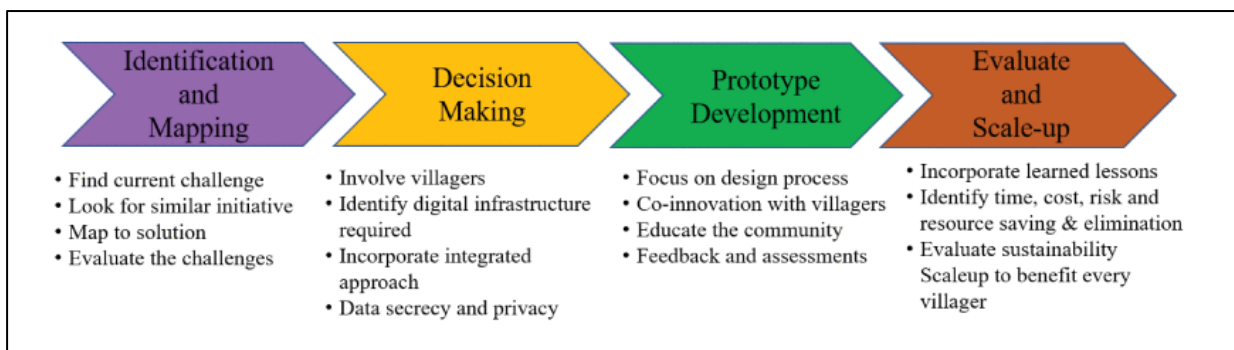 Identification
and
Mapping
• Find current challenge
• Look for similar initiative
• Map to solution
• Evaluate the challenges
Decision
Making
• Involve villagers
• Identify digital infrastructure
required
• Incorporate integrated
approach
• Data secrecy and privacy
Prototype
Development
• Focus on design process
• Co-innovation with villagers
• Educate the community
• Feedback and assessments
Evaluate
and
Scale-up
• Incorporate learned lessons
• Identify time, cost, risk and
resource saving & elimination
• Evaluate sustainability
Scaleup to benefit every
villager